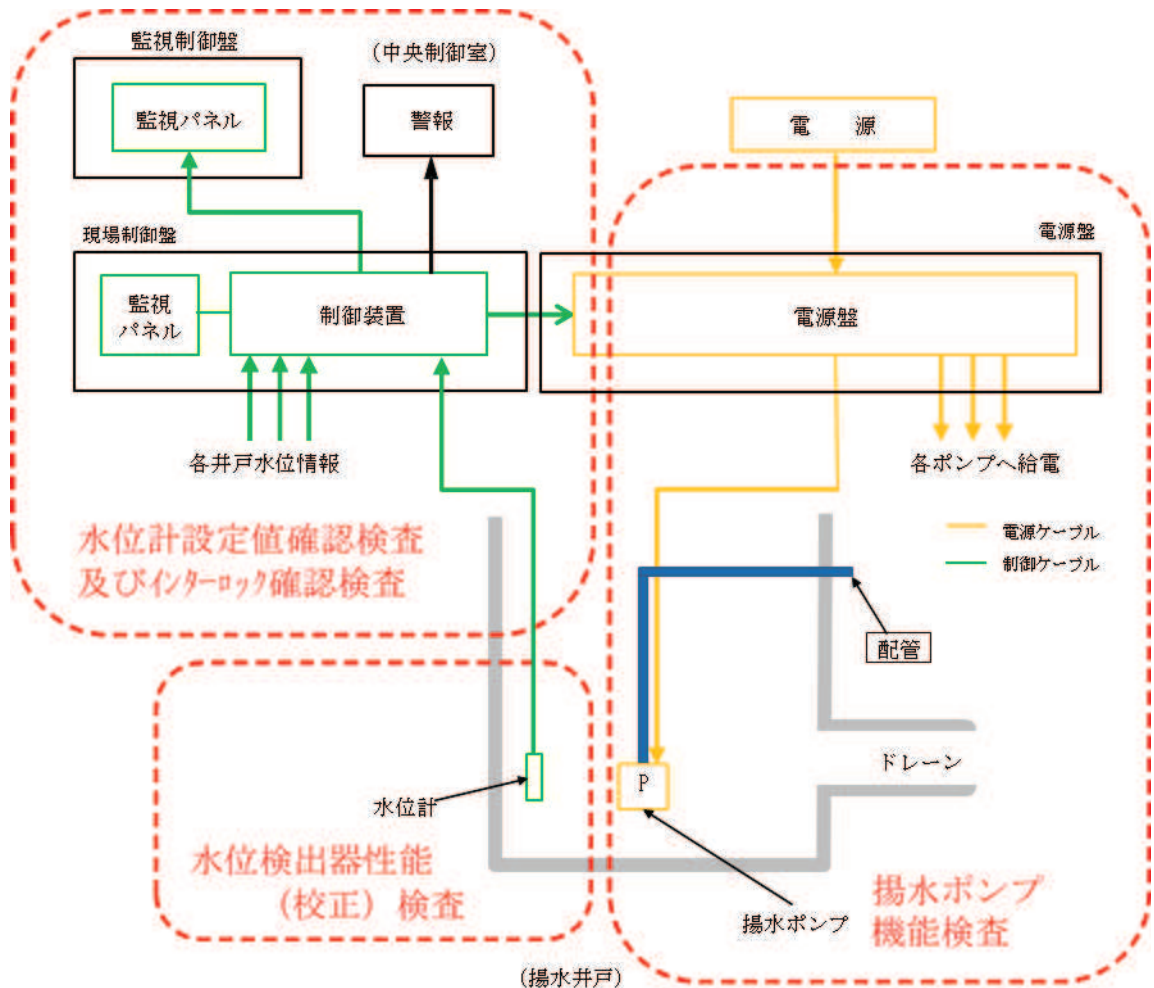 監視制御盤
(中央制御室)
監視パネル
警報
電 源
現場制御盤
電源盤
監視
パネル
制御装置
電源盤
各井戸水位情報
各ポンプへ給電
水位計設定値確認検査
及びインターロック確認検査
電源ケーブル
制御ケーブル
配管
ドレーン
P
水位計
水位検出器性能
(校正)検査
揚水ポンプ
揚水ポンプ
機能検査
(揚水井戸)